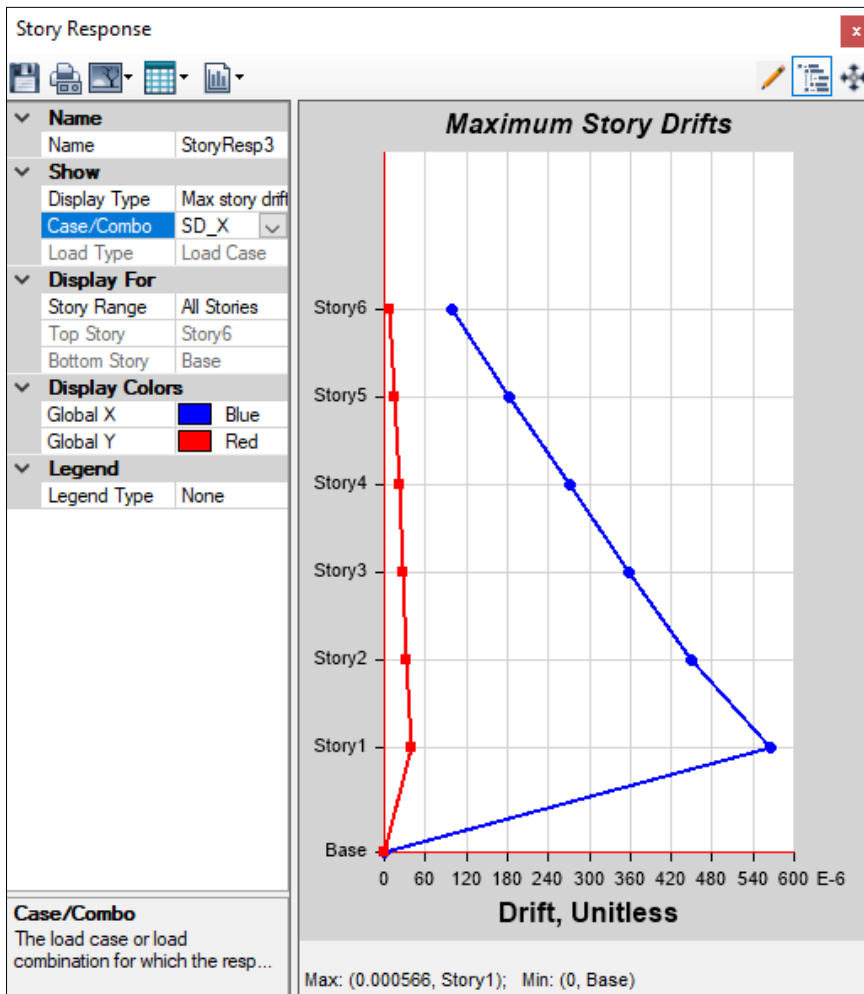 Story Response
x
Name
Name StoryResp3
Show
Display Type Max story drift
Case/Combo SD_X
Load Type Load Case
Display For
Story Range All Stories
Top Story Story6
Bottom Story Base
Display Colors
Global X Blue
Global Y Red
Legend
Legend Type None
Case/Combo
The load case or load
combination for which the resp...
Maximum Story Drifts
Story6
Story5
Story4
Story3
Story2
Story1
Base
0 60 120 180 240 300 360 420 480 540 600 E-6
Drift, Unitless
Max: (0.000566, Story1); Min: (0, Base)